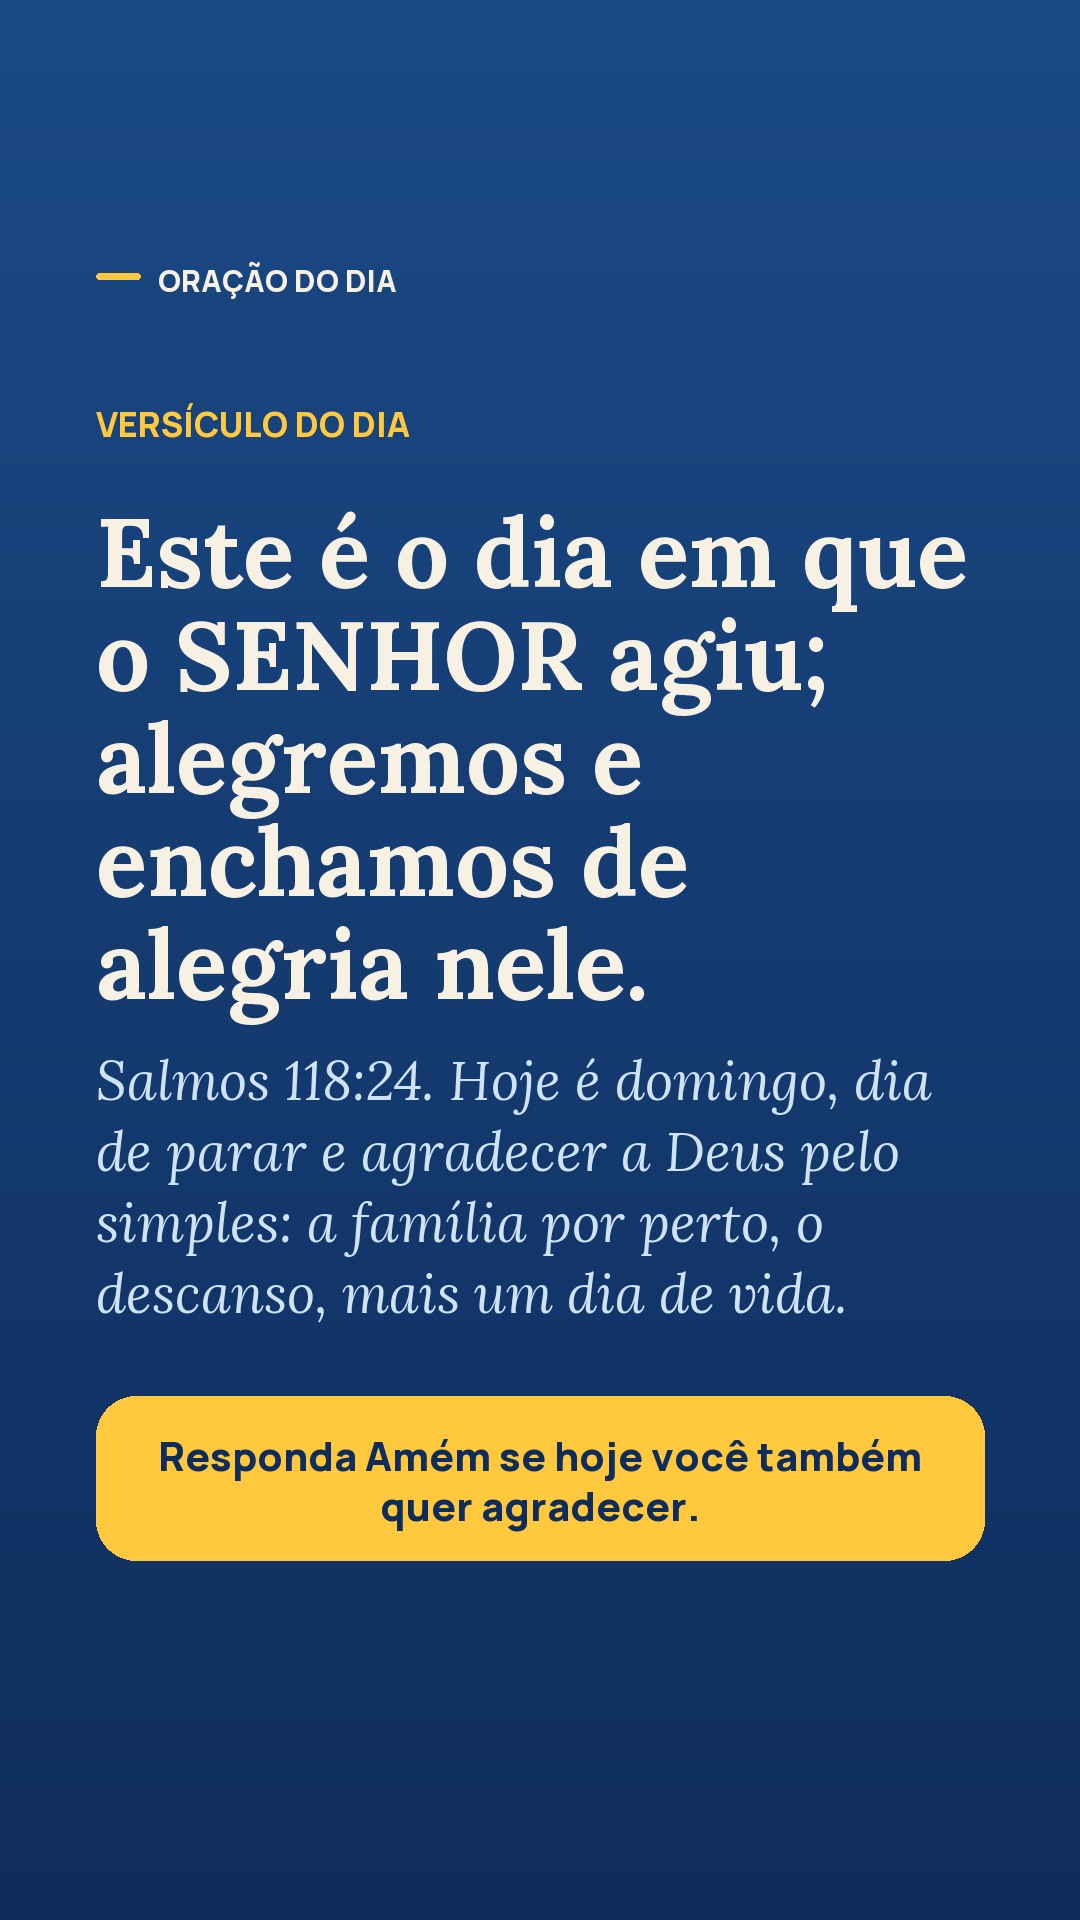 ORAÇÃO DO DIA
VERSÍCULO DO DIA
Este é o dia em que
o SENHOR agiu;
alegremos e
enchamos de
alegria nele.
Salmos 118:24. Hoje é domingo, dia
de parar e agradecer a Deus pelo
simples: a família por perto, o
descanso, mais um dia de vida.
Responda Amém se hoje você também
quer agradecer.